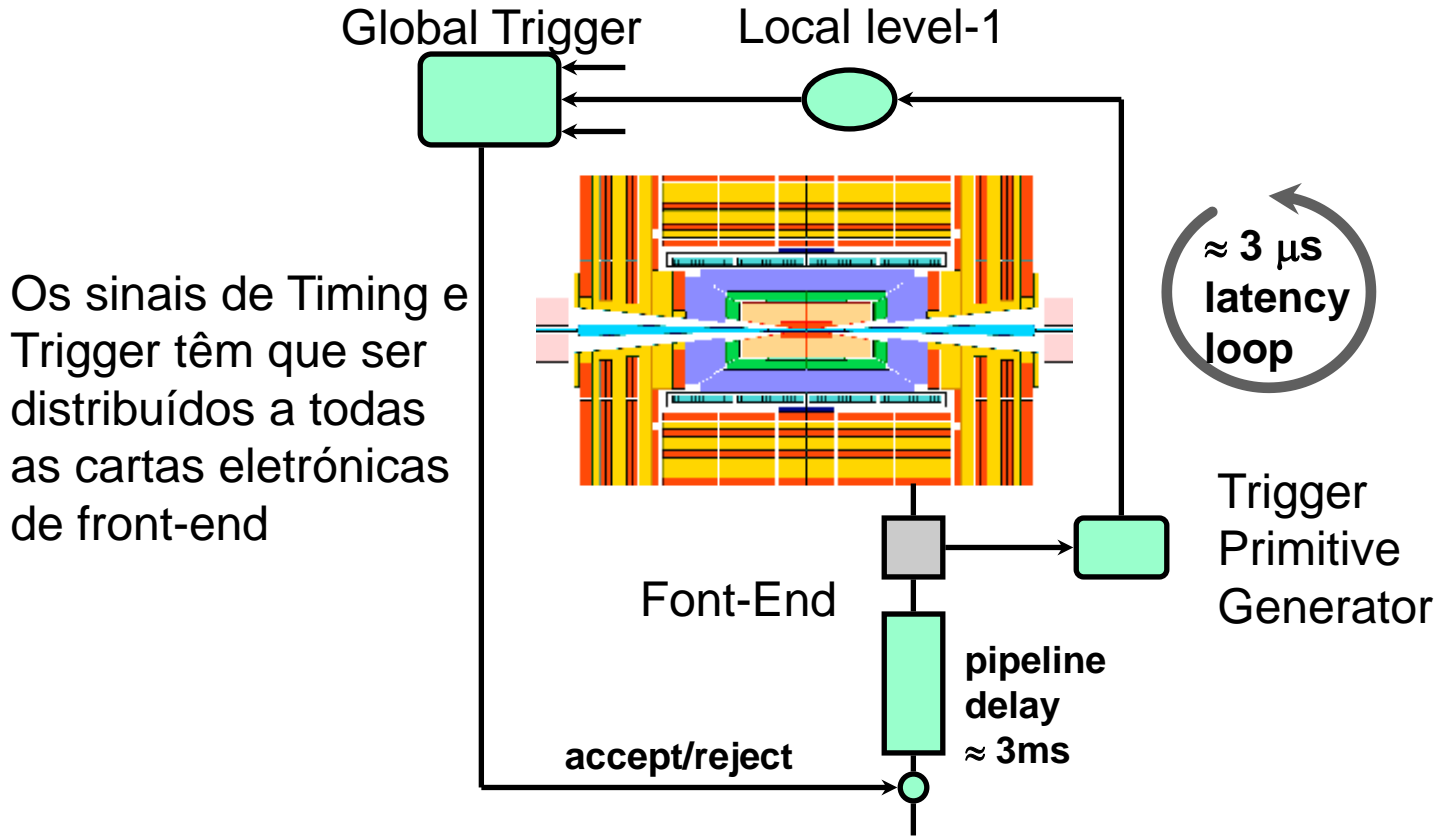 Global Trigger
Local level-1
Os sinais de Timing e
Trigger têm que ser
distribuídos a todas
as cartas eletrónicas
de front-end
≈ 3 μs
latency
loop
Trigger
Primitive
Generator
Font-End
pipeline
delay
≈ 3ms
accept/reject